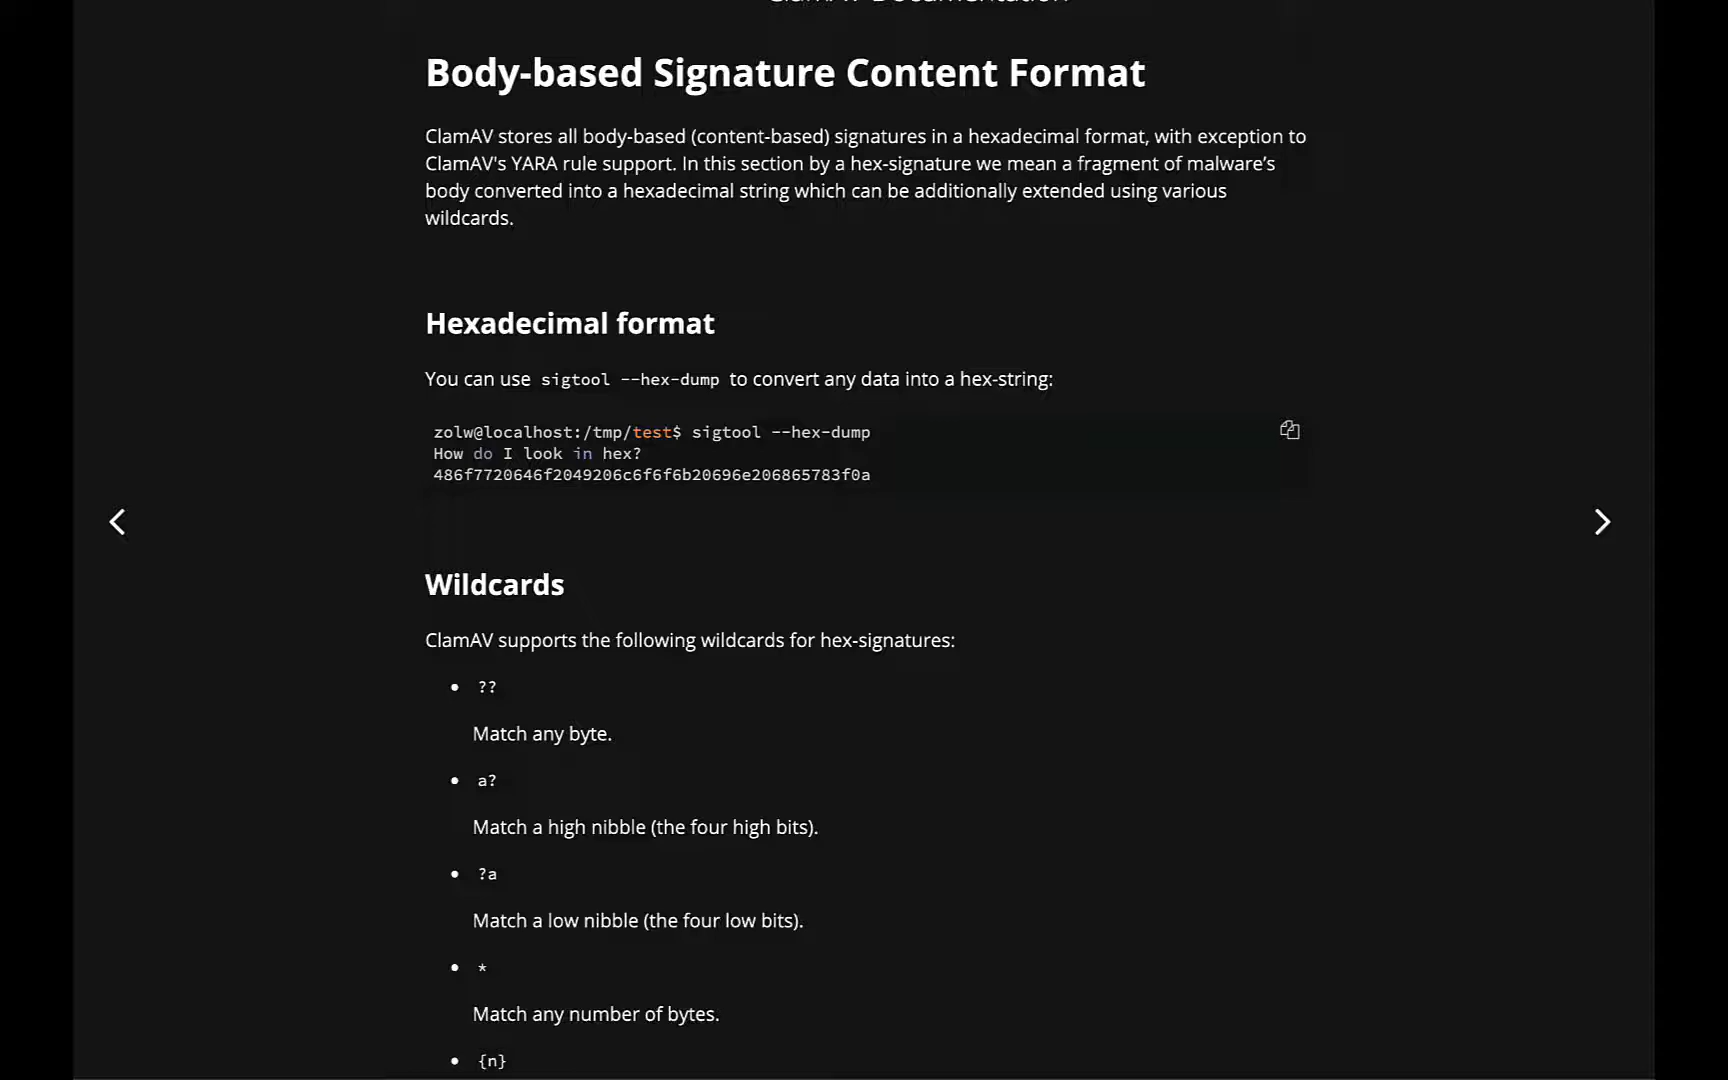 ClamAV Documentation
Body-based Signature Content Format
ClamAV stores all body-based (content-based) signatures in a hexadecimal format, with exception to
ClamAV's YARA rule support. In this section by a hex-signature we mean a fragment of malware’s
body converted into a hexadecimal string which can be additionally extended using various
wildcards.
Hexadecimal format
You can use sigtool --hex-dump to convert any data into a hex-string:
zolw@localhost:/tmp/test$ sigtool --hex-dump
How do I look in hex?
486f7720646f2049206c6f6f6b20696e206865783f0a
Wildcards
ClamAV supports the following wildcards for hex-signatures:
• ??
Match any byte.
• a?
Match a high nibble (the four high bits).
• ?a
Match a low nibble (the four low bits).
• *
Match any number of bytes.
• {n}